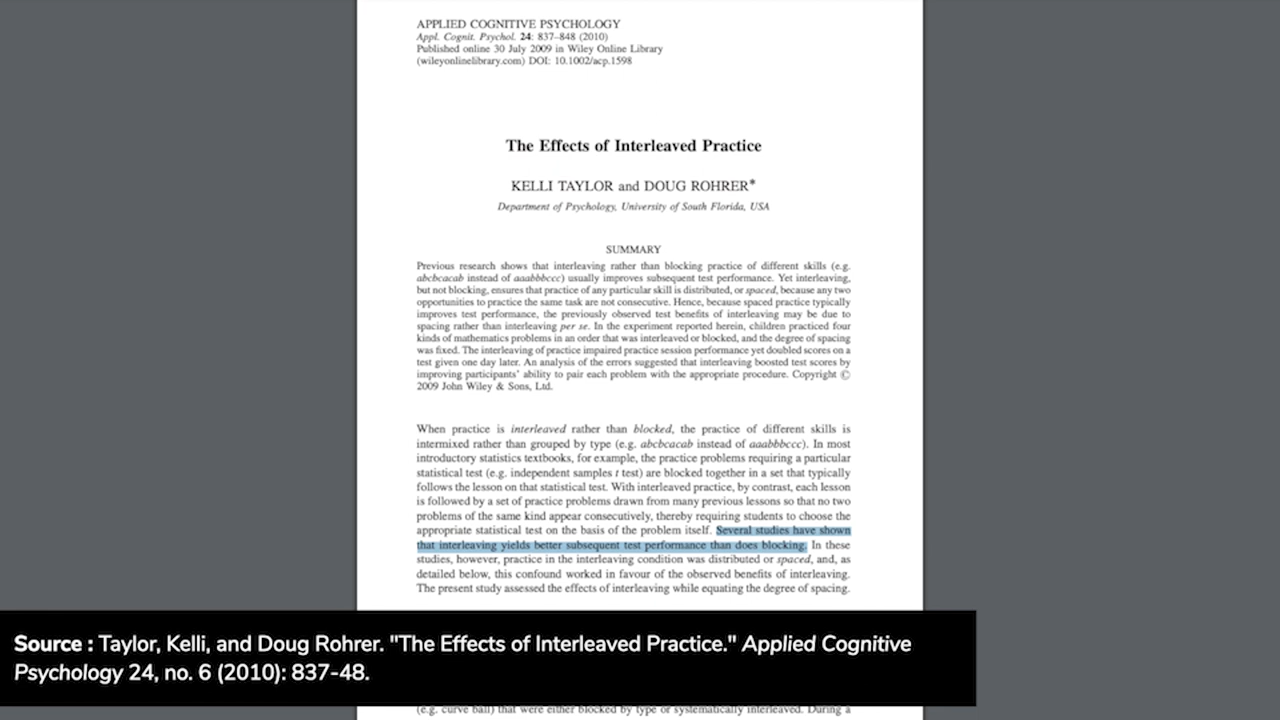 APPLIED COGNITIVE PSYCHOLOGY
Appl. Cognit. Psychol. 24: 837–848 (2010)
Published online 30 July 2009 in Wiley Online Library
(wileyonlinelibrary.com) DOI: 10.1002/acp.1598
The Effects of Interleaved Practice
KELLI TAYLOR and DOUG ROHRER*
Department of Psychology, University of South Florida, USA
SUMMARY
Previous research shows that interleaving rather than blocking practice of different skills (e.g.
abcbcacab instead of aaabbbccc) usually improves subsequent test performance. Yet interleaving,
but not blocking, ensures that practice of any particular skill is distributed, or spaced, because any two
opportunities to practice the same task are not consecutive. Hence, because spaced practice typically
improves test performance, the previously observed test benefits of interleaving may be due to
spacing rather than interleaving per se. In the experiment reported herein, children practiced four
kinds of mathematics problems in an order that was interleaved or blocked, and the degree of spacing
was fixed. The interleaving of practice impaired practice session performance yet doubled scores on a
test given one day later. An analysis of the errors suggested that interleaving boosted test scores by
improving participants' ability to pair each problem with the appropriate procedure. Copyright ©
2009 John Wiley & Sons, Ltd.
When practice is interleaved rather than blocked, the practice of different skills is
intermixed rather than grouped by type (e.g. abcbcacab instead of aaabbbccc). In most
introductory statistics textbooks, for example, the practice problems requiring a particular
statistical test (e.g. independent samples t test) are blocked together in a set that typically
follows the lesson on that statistical test. With interleaved practice, by contrast, each lesson
is followed by a set of practice problems drawn from many previous lessons so that no two
problems of the same kind appear consecutively, thereby requiring students to choose the
appropriate statistical test on the basis of the problem itself. Several studies have shown
that interleaving yields better subsequent test performance than does blocking. In these
studies, however, practice in the interleaving condition was distributed or spaced, and, as
detailed below, this confound worked in favour of the observed benefits of interleaving.
The present study assessed the effects of interleaving while equating the degree of spacing.
Source : Taylor, Kelli, and Doug Rohrer. "The Effects of Interleaved Practice." Applied Cognitive
Psychology 24, no. 6 (2010): 837-48.
(e.g. curve ball) that were either blocked by type or systematically interleaved. During a